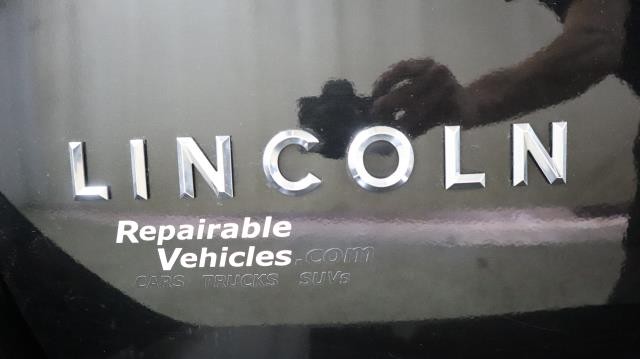 LINCOLN
Repairable
Vehicles.com
CARS TRUCKS SUVs